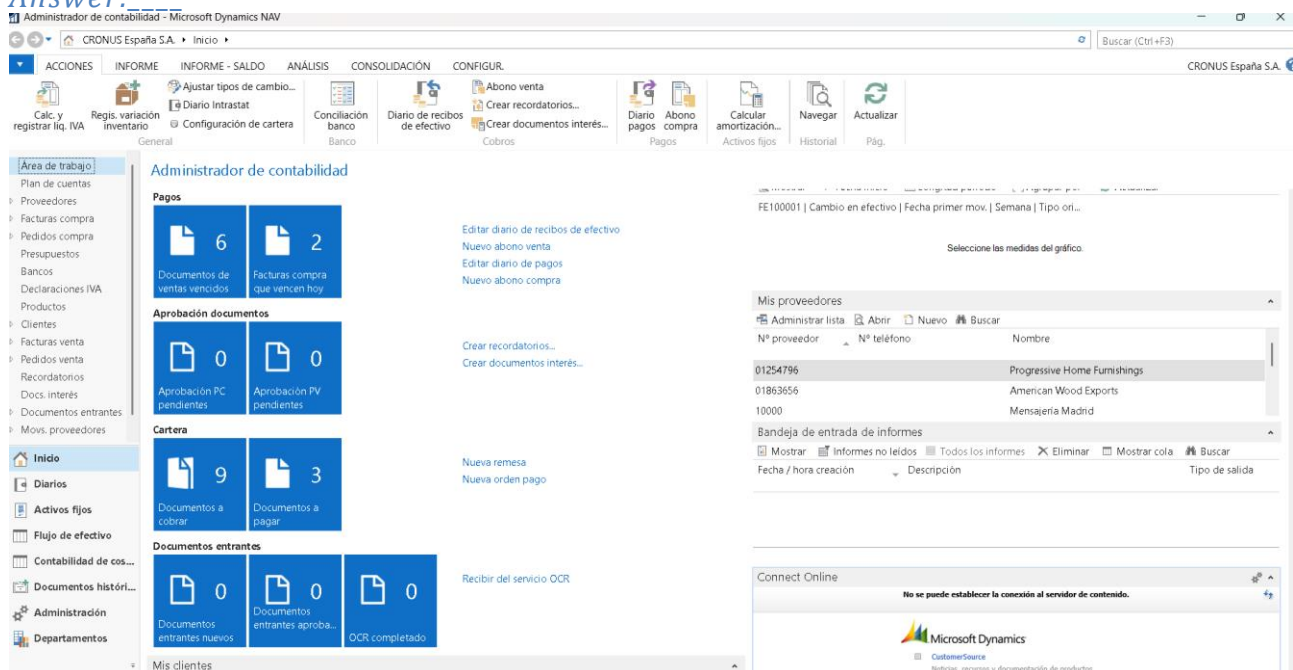 Answer:____
Administrador de contabilidad - Microsoft Dynamics NAV
CRONUS España S.A. ▸ Inicio ▸
Buscar (Ctrl+F3)
ACCIONES INFORME INFORME - SALDO ANÁLISIS CONSOLIDACIÓN CONFIGUR.
CRONUS España S.A.
Calc. y registrar liq. IVA
Regis. variación inventario
Ajustar tipos de cambio...
Diario Intrastat
Configuración de cartera
General
Conciliación banco
Banco
Diario de recibos de efectivo
Abono venta
Crear recordatorios...
Crear documentos interés...
Cobros
Diario pagos
Abono compra
Pagos
Calcular amortización...
Activos fijos
Navegar
Historial
Actualizar
Pág.
Área de trabajo
Plan de cuentas
Proveedores
Facturas compra
Pedidos compra
Presupuestos
Bancos
Declaraciones IVA
Productos
Clientes
Facturas venta
Pedidos venta
Recordatorios
Docs. interés
Documentos entrantes
Movs. proveedores
Inicio
Diarios
Activos fijos
Flujo de efectivo
Contabilidad de cos...
Documentos históri...
Administración
Departamentos
Administrador de contabilidad
Pagos
6
Documentos de
ventas vencidos
2
Facturas compra
que vencen hoy
Editar diario de recibos de efectivo
Nuevo abono venta
Editar diario de pagos
Nuevo abono compra
Aprobación documentos
0
Aprobación PC
pendientes
0
Aprobación PV
pendientes
Crear recordatorios...
Crear documentos interés...
Cartera
9
Documentos a
cobrar
3
Documentos a
pagar
Nueva remesa
Nueva orden pago
Documentos entrantes
0
Documentos
entrantes nuevos
0
Documentos
entrantes aproba...
0
OCR completado
Recibir del servicio OCR
Mis clientes
FE100001 | Cambio en efectivo | Fecha primer mov. | Semana | Tipo ori...
Seleccione las medidas del gráfico.
Mis proveedores
Administrar lista Abrir Nuevo Buscar
Nº proveedor Nº teléfono Nombre
01254796 Progressive Home Furnishings
01863656 American Wood Exports
10000 Mensajería Madrid
Bandeja de entrada de informes
Mostrar Informes no leídos Todos los informes Eliminar Mostrar cola Buscar
Fecha / hora creación Descripción Tipo de salida
Connect Online
No se puede establecer la conexión al servidor de contenido.
Microsoft Dynamics
CustomerSource